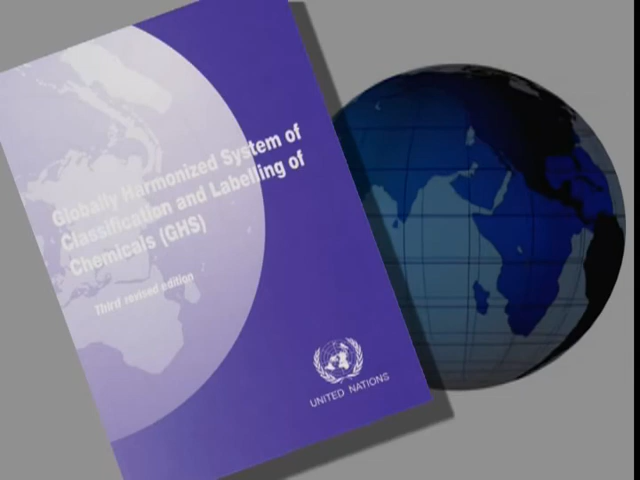 Globally Harmonized System of
Classification and Labelling of
Chemicals (GHS)
Third revised edition
UNITED NATIONS